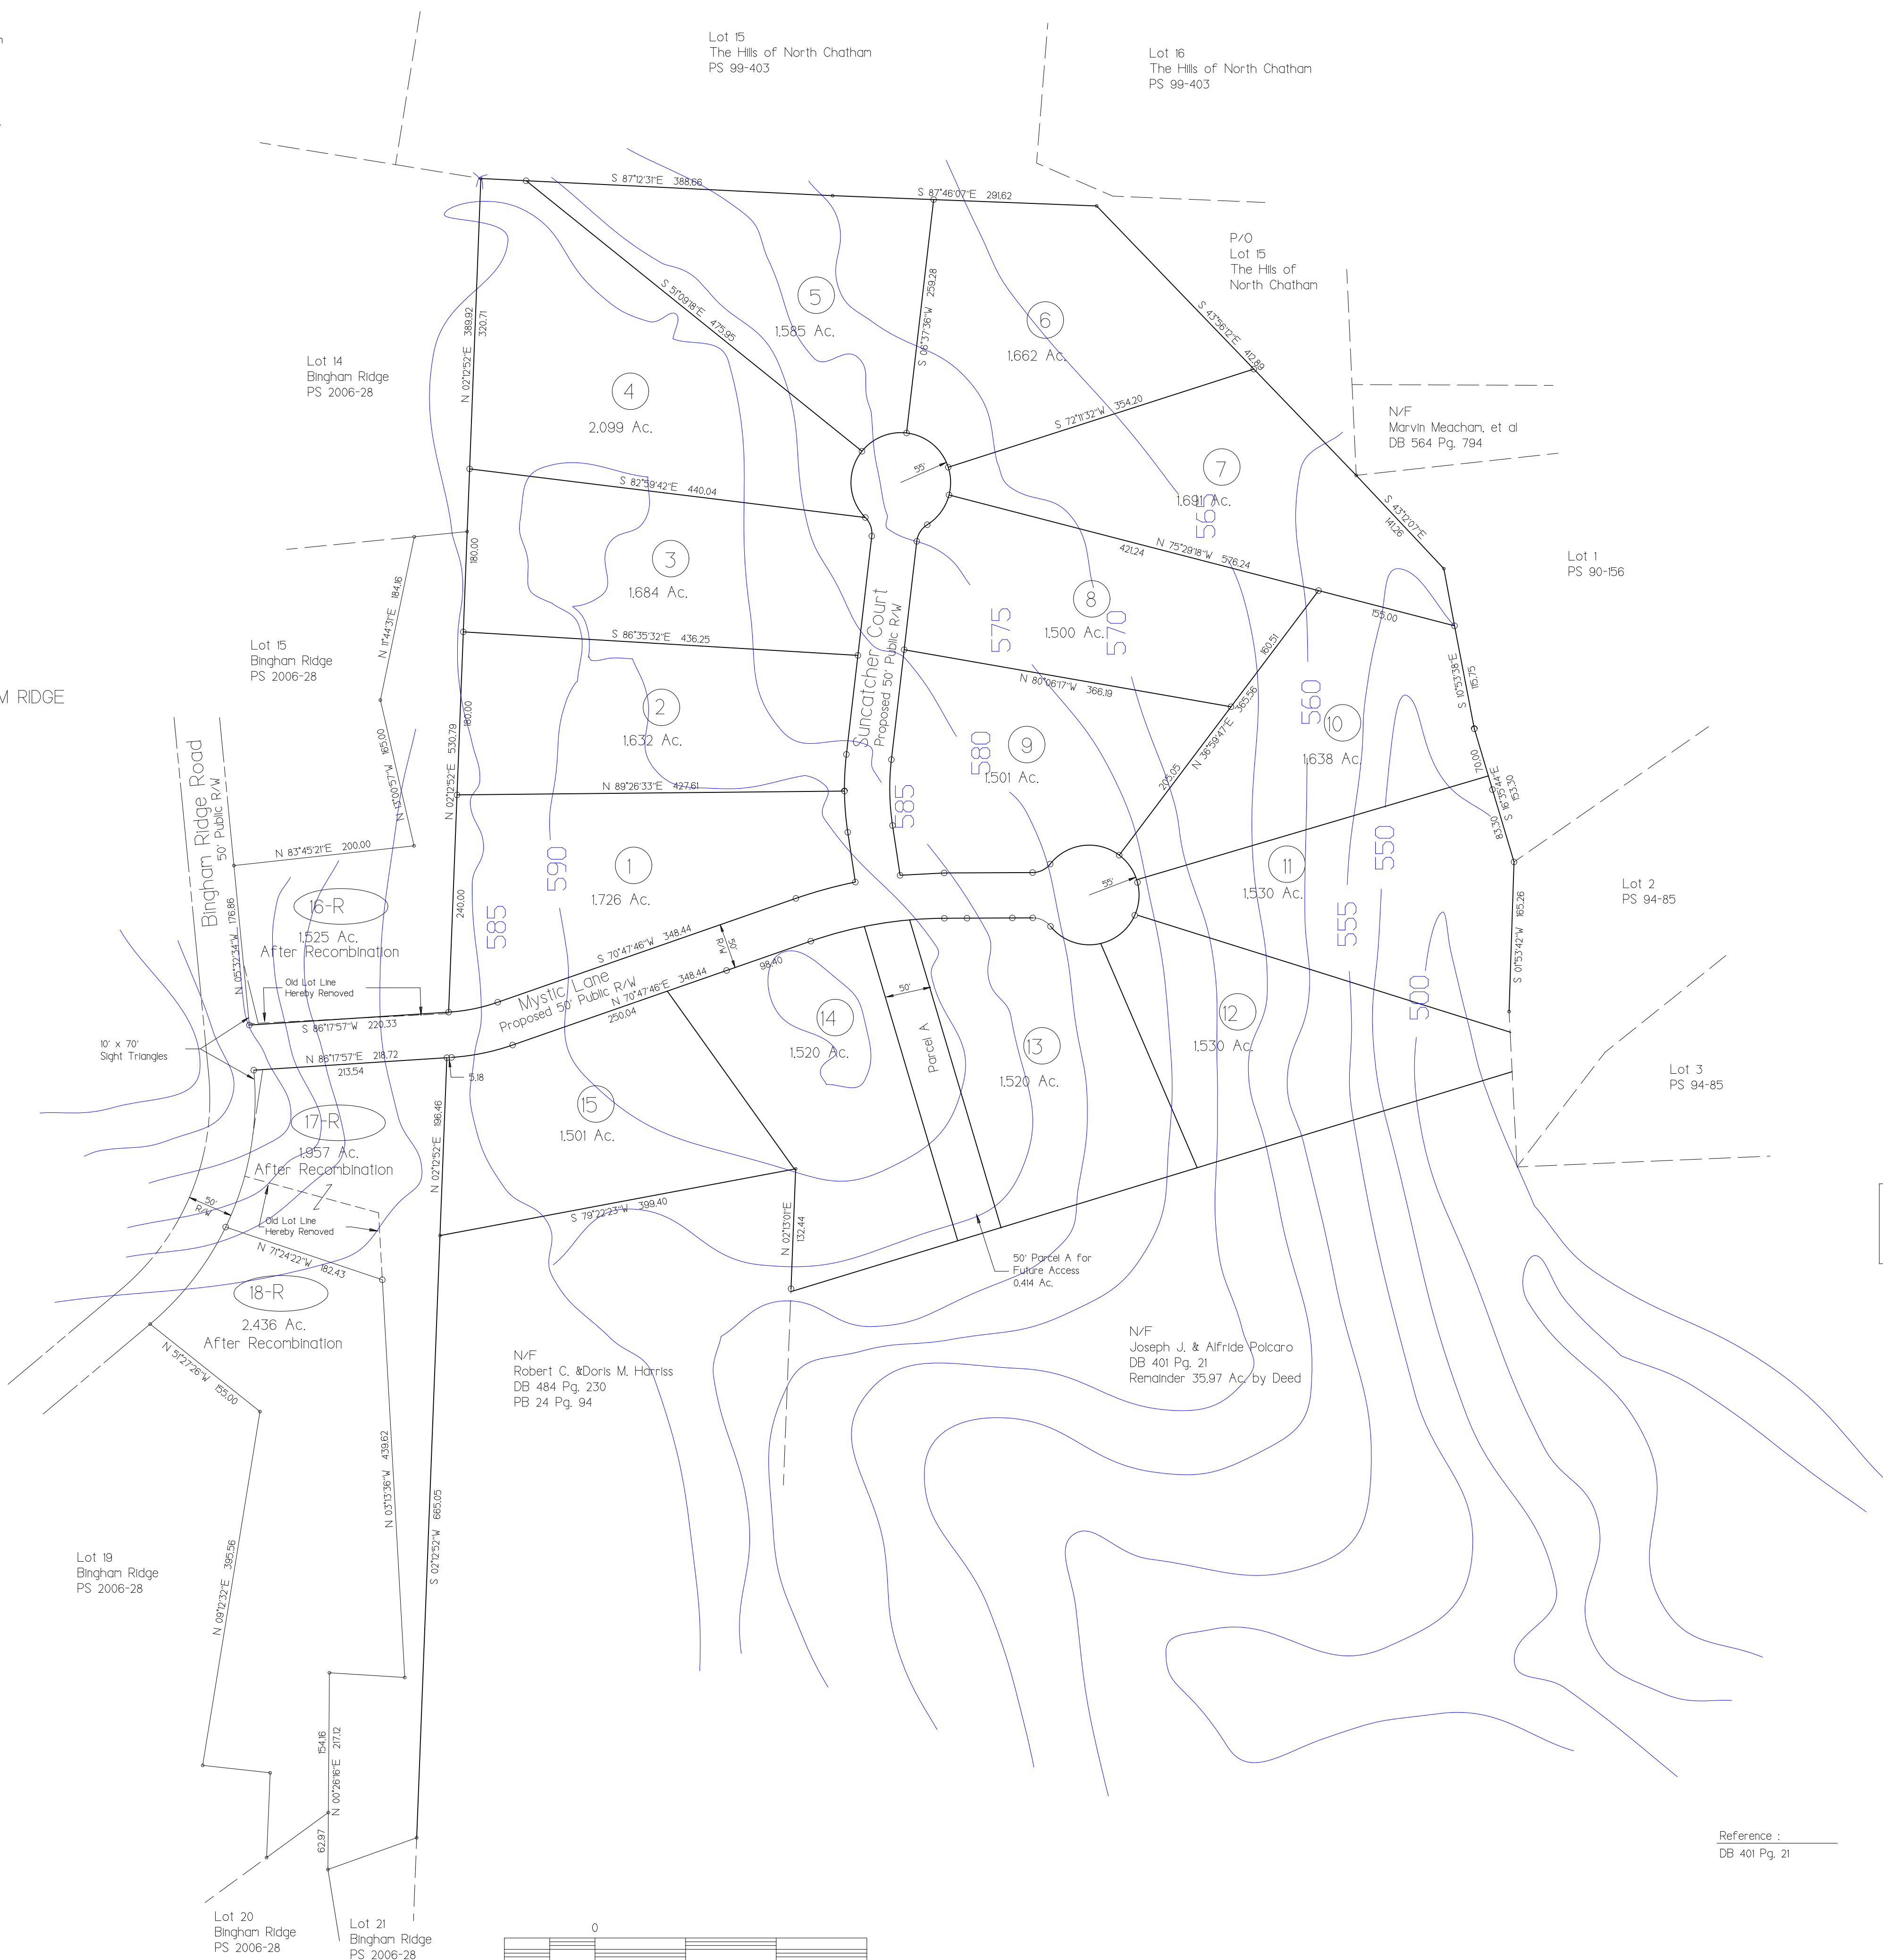 Lot 15
The Hills of North Chatham
PS 99-403
Lot 16
The Hills of North Chatham
PS 99-403
S 87°12'31"E 388.66
S 87°46'07"E 291.62
P/O
Lot 15
The Hils of
North Chatham
S 43°56'12"E 412.89
N 02°12'52"E 389.92
320.71
S 51°09'18"E 475.95
5
1.585 Ac.
S 06°37'36"W 259.28
6
1.662 Ac.
Lot 14
Bingham Ridge
PS 2006-28
4
2.099 Ac.
S 72°11'32"W 354.20
N/F
Marvin Meacham, et al
DB 564 Pg. 794
55'
7
1.691 Ac.
565
S 82°59'42"E 440.04
S 43°12'07"E
141.26
180.00
3
1.684 Ac.
N 75°29'18"W 576.24
421.24
155.00
Lot 1
PS 90-156
N 11°44'31"E 184.16
8
1.500 Ac.
575
570
Suncatcher Court
Proposed 50' Public R/W
S 86°35'32"E 436.25
160.51
Lot 15
Bingham Ridge
PS 2006-28
M RIDGE
N 80°06'17"W 366.19
S 10°53'38"E
115.75
560
2
1.632 Ac.
N 02°12'52"E 530.79
180.00
N 13°00'57"W 165.00
580
9
1.501 Ac.
N 36°59'47"E 365.56
205.05
10
1.638 Ac.
70.00
S 16°35'44"E
153.30
83.30
N 89°26'33"E 427.61
585
Bingham Ridge Road
50' Public R/W
N 83°45'21"E 200.00
590
1
1.726 Ac.
240.00
55'
11
1.530 Ac.
550
555
Lot 2
PS 94-85
N 05°32'34"W 176.86
16-R
1.525 Ac.
After Recombination
585
S 70°47'46"W 348.44
50'
R/W
S 01°53'42"W 165.26
Old Lot Line
Hereby Removed
Mystic Lane
Proposed 50' Public R/W
N 70°47'46"E 348.44
250.04
98.40
50'
Parcel A
500
S 86°17'57"W 220.33
10' x 70'
Sight Triangles
N 86°17'57"E 218.72
213.54
5.18
14
1.520 Ac.
13
1.520 Ac.
12
1.530 Ac.
Lot 3
PS 94-85
17-R
1.957 Ac.
After Recombination
15
1.501 Ac.
N 02°12'52"E 196.46
Z
50'
R/W
Old Lot Line
Hereby Removed
S 79°22'23"W 399.40
N 02°13'01"E
132.44
N 71°24'22"W 182.43
50' Parcel A for
Future Access
0.414 Ac.
18-R
2.436 Ac.
After Recombination
N 51°27'26"W 155.00
N/F
Robert C. &Doris M. Harriss
DB 484 Pg. 230
PB 24 Pg. 94
N/F
Joseph J. & Alfride Polcaro
DB 401 Pg. 21
Remainder 35.97 Ac. by Deed
N 03°13'36"W 439.62
S 02°12'52"W 665.05
N 09°12'32"E 395.56
Lot 19
Bingham Ridge
PS 2006-28
154.16
N 00°26'16"E 217.12
62.97
Reference :
DB 401 Pg. 21
Lot 20
Bingham Ridge
PS 2006-28
Lot 21
Bingham Ridge
PS 2006-28
0